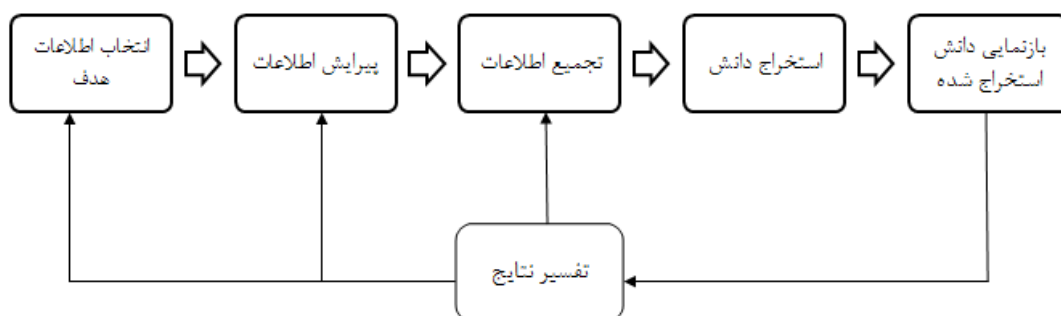 انتخاب اطلاعات
هدف
پیرایش اطلاعات
تجمیع اطلاعات
استخراج دانش
بازنمایی دانش
استخراج شده
تفسیر نتایج